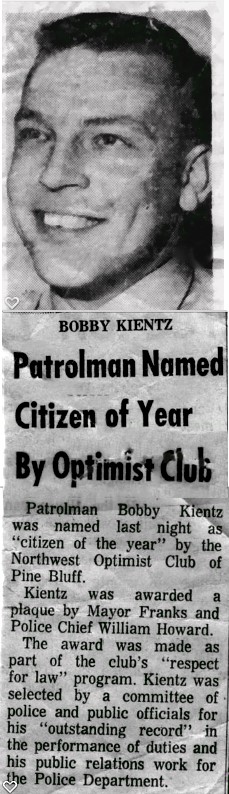 BOBBY KIENTZ
Patrolman Named
Citizen of Year
By Optimist Club
Patrolman Bobby Kientz
was named last night as
"citizen of the year" by the
Northwest Optimist Club of
Pine Bluff.
Kientz was awarded a
plaque by Mayor Franks and
Police Chief William Howard.
The award was made as
part of the club's "respect
for law" program. Kientz was
selected by a committee of
police and public officials for
his "outstanding record" in
the performance of duties and
his public relations work for
the Police Department.